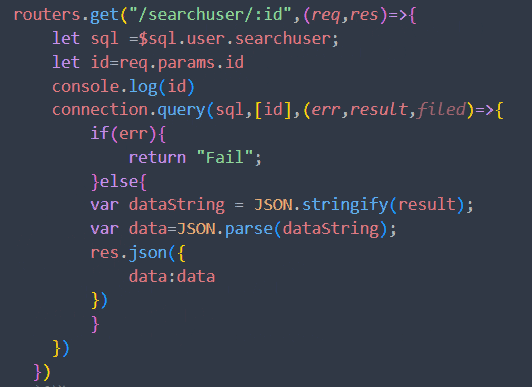 routers.get("/searchuser/:id",(req,res)=>{
let sql =$sql.user.searchuser;
let id=req.params.id
console.log(id)
connection.query(sql,[id],(err,result,filed)=>{
if(err){
return "Fail";
}else{
var dataString = JSON.stringify(result);
var data=JSON.parse(dataString);
res.json({
data:data
})
}
})
})